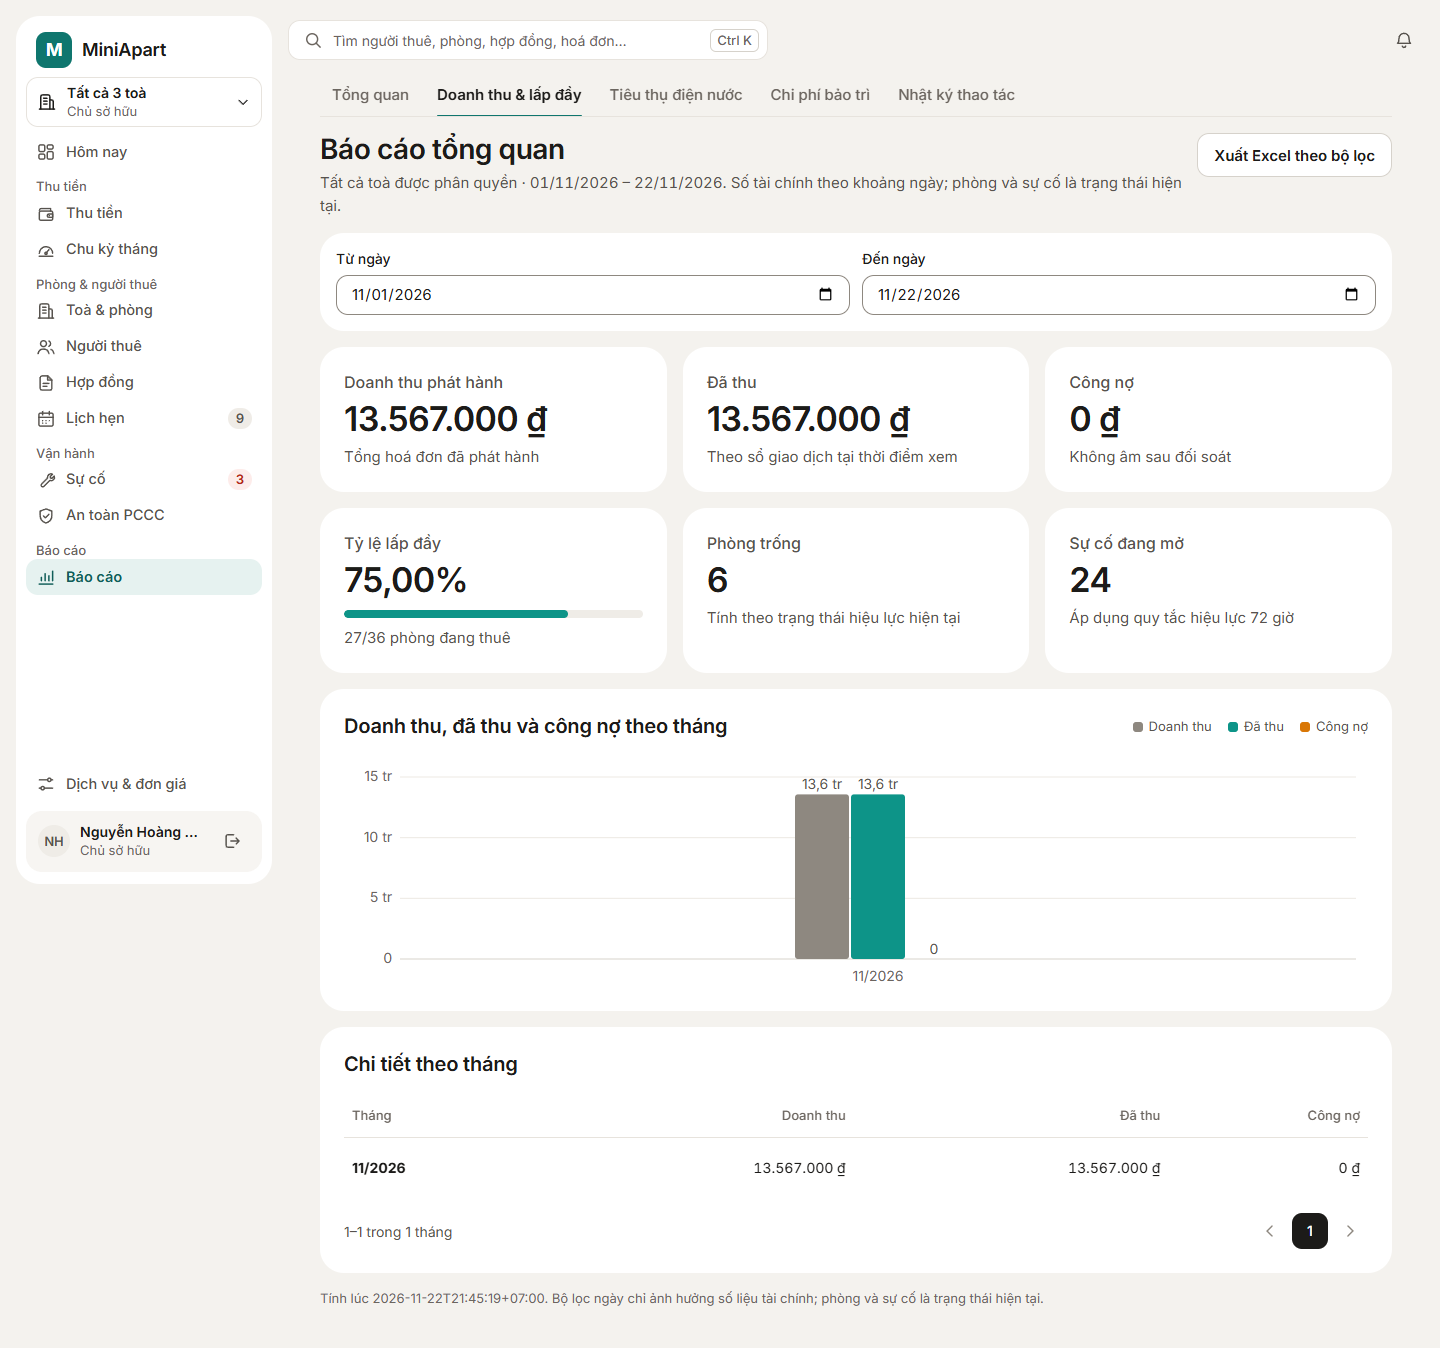 M MiniApart
Tất cả 3 toà
Chủ sở hữu
Hôm nay
Thu tiền
Thu tiền
Chu kỳ tháng
Phòng & người thuê
Toà & phòng
Người thuê
Hợp đồng
Lịch hẹn 9
Vận hành
Sự cố 3
An toàn PCCC
Báo cáo
Báo cáo
Dịch vụ & đơn giá
NH Nguyễn Hoàng ...
Chủ sở hữu
Tìm người thuê, phòng, hợp đồng, hoá đơn... Ctrl K
Tổng quan Doanh thu & lấp đầy Tiêu thụ điện nước Chi phí bảo trì Nhật ký thao tác
Báo cáo tổng quan
Xuất Excel theo bộ lọc
Tất cả toà được phân quyền · 01/11/2026 – 22/11/2026. Số tài chính theo khoảng ngày; phòng và sự cố là trạng thái hiện
tại.
Từ ngày Đến ngày
11/01/2026 11/22/2026
Doanh thu phát hành
13.567.000 ₫
Tổng hoá đơn đã phát hành
Đã thu
13.567.000 ₫
Theo sổ giao dịch tại thời điểm xem
Công nợ
0 ₫
Không âm sau đối soát
Tỷ lệ lấp đầy
75,00%
27/36 phòng đang thuê
Phòng trống
6
Tính theo trạng thái hiệu lực hiện tại
Sự cố đang mở
24
Áp dụng quy tắc hiệu lực 72 giờ
Doanh thu, đã thu và công nợ theo tháng
Doanh thu Đã thu Công nợ
15 tr
10 tr
5 tr
0
13,6 tr 13,6 tr 0
11/2026
Chi tiết theo tháng
Tháng Doanh thu Đã thu Công nợ
11/2026 13.567.000 ₫ 13.567.000 ₫ 0 ₫
1–1 trong 1 tháng
1
Tính lúc 2026-11-22T21:45:19+07:00. Bộ lọc ngày chỉ ảnh hưởng số liệu tài chính; phòng và sự cố là trạng thái hiện tại.